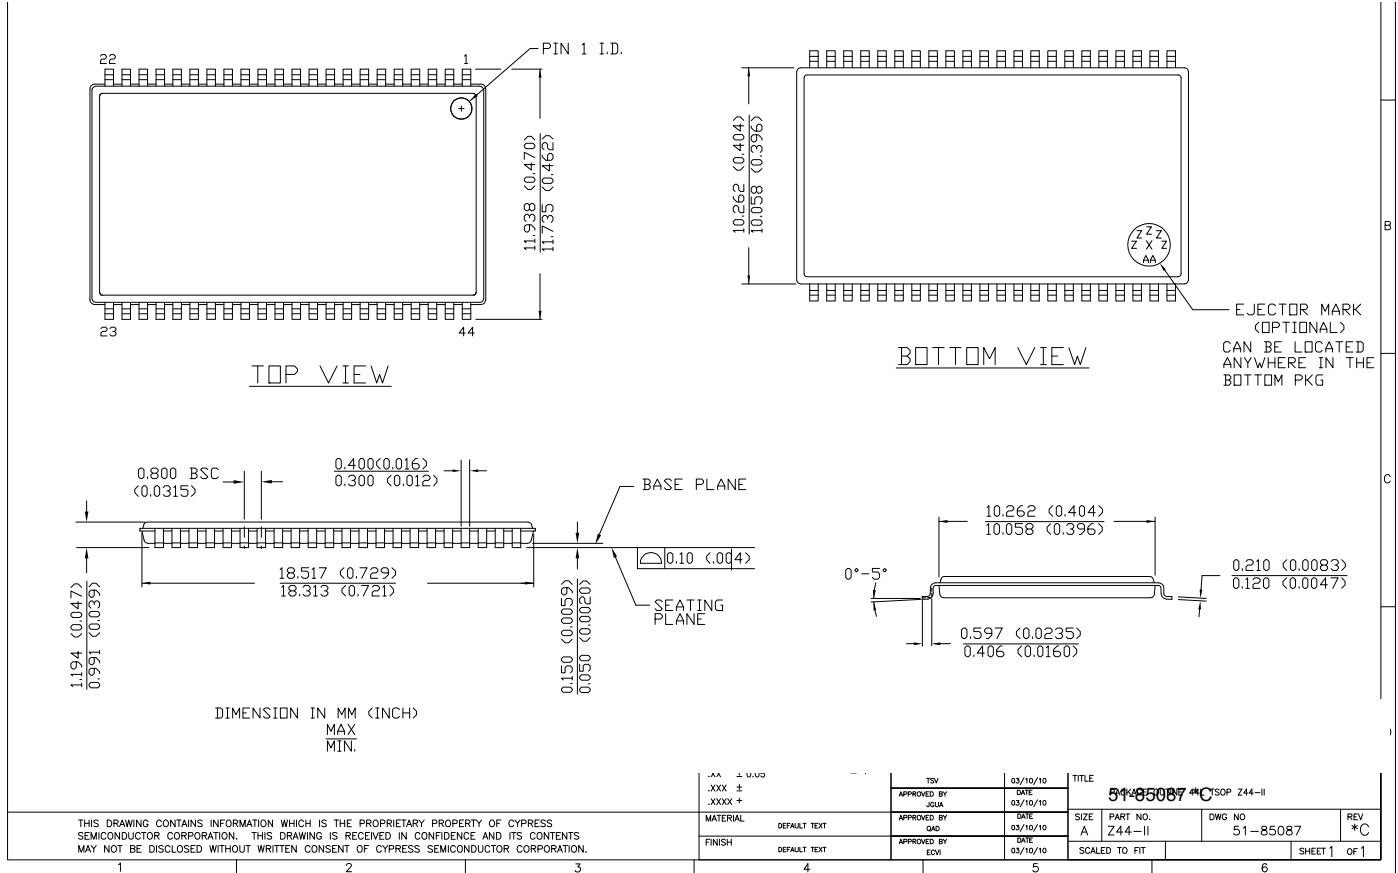 PIN 1 I.D.
22
1
11.938 (0.470)
11.735 (0.462)
23
44
TOP VIEW
10.262 (0.404)
10.058 (0.396)
Z Z Z
Z X Z
AA
EJECTOR MARK
(OPTIONAL)
CAN BE LOCATED
ANYWHERE IN THE
BOTTOM PKG
BOTTOM VIEW
B
C
0.800 BSC
(0.0315)
0.400(0.016)
0.300 (0.012)
BASE PLANE
0.10 (.004)
18.517 (0.729)
18.313 (0.721)
SEATING
PLANE
1.194 (0.047)
0.991 (0.039)
0.150 (0.0059)
0.050 (0.0020)
10.262 (0.404)
10.058 (0.396)
0°-5°
0.210 (0.0083)
0.120 (0.0047)
0.597 (0.0235)
0.406 (0.0160)
DIMENSION IN MM (INCH)
MAX
MIN.
THIS DRAWING CONTAINS INFORMATION WHICH IS THE PROPRIETARY PROPERTY OF CYPRESS
SEMICONDUCTOR CORPORATION. THIS DRAWING IS RECEIVED IN CONFIDENCE AND ITS CONTENTS
MAY NOT BE DISCLOSED WITHOUT WRITTEN CONSENT OF CYPRESS SEMICONDUCTOR CORPORATION.
.XX ± 0.05
.XXX ±
.XXXX +
MATERIAL
DEFAULT TEXT
FINISH
DEFAULT TEXT
TSV
03/10/10
APPROVED BY
JQUA
DATE
03/10/10
APPROVED BY
QAD
DATE
03/10/10
APPROVED BY
ECVI
DATE
03/10/10
TITLE
51-85087 *C
TSOP Z44-II
SIZE
A
PART NO.
Z44-II
DWG NO
51-85087
REV
*C
SCALED TO FIT
SHEET 1 OF 1
1
2
3
4
5
6